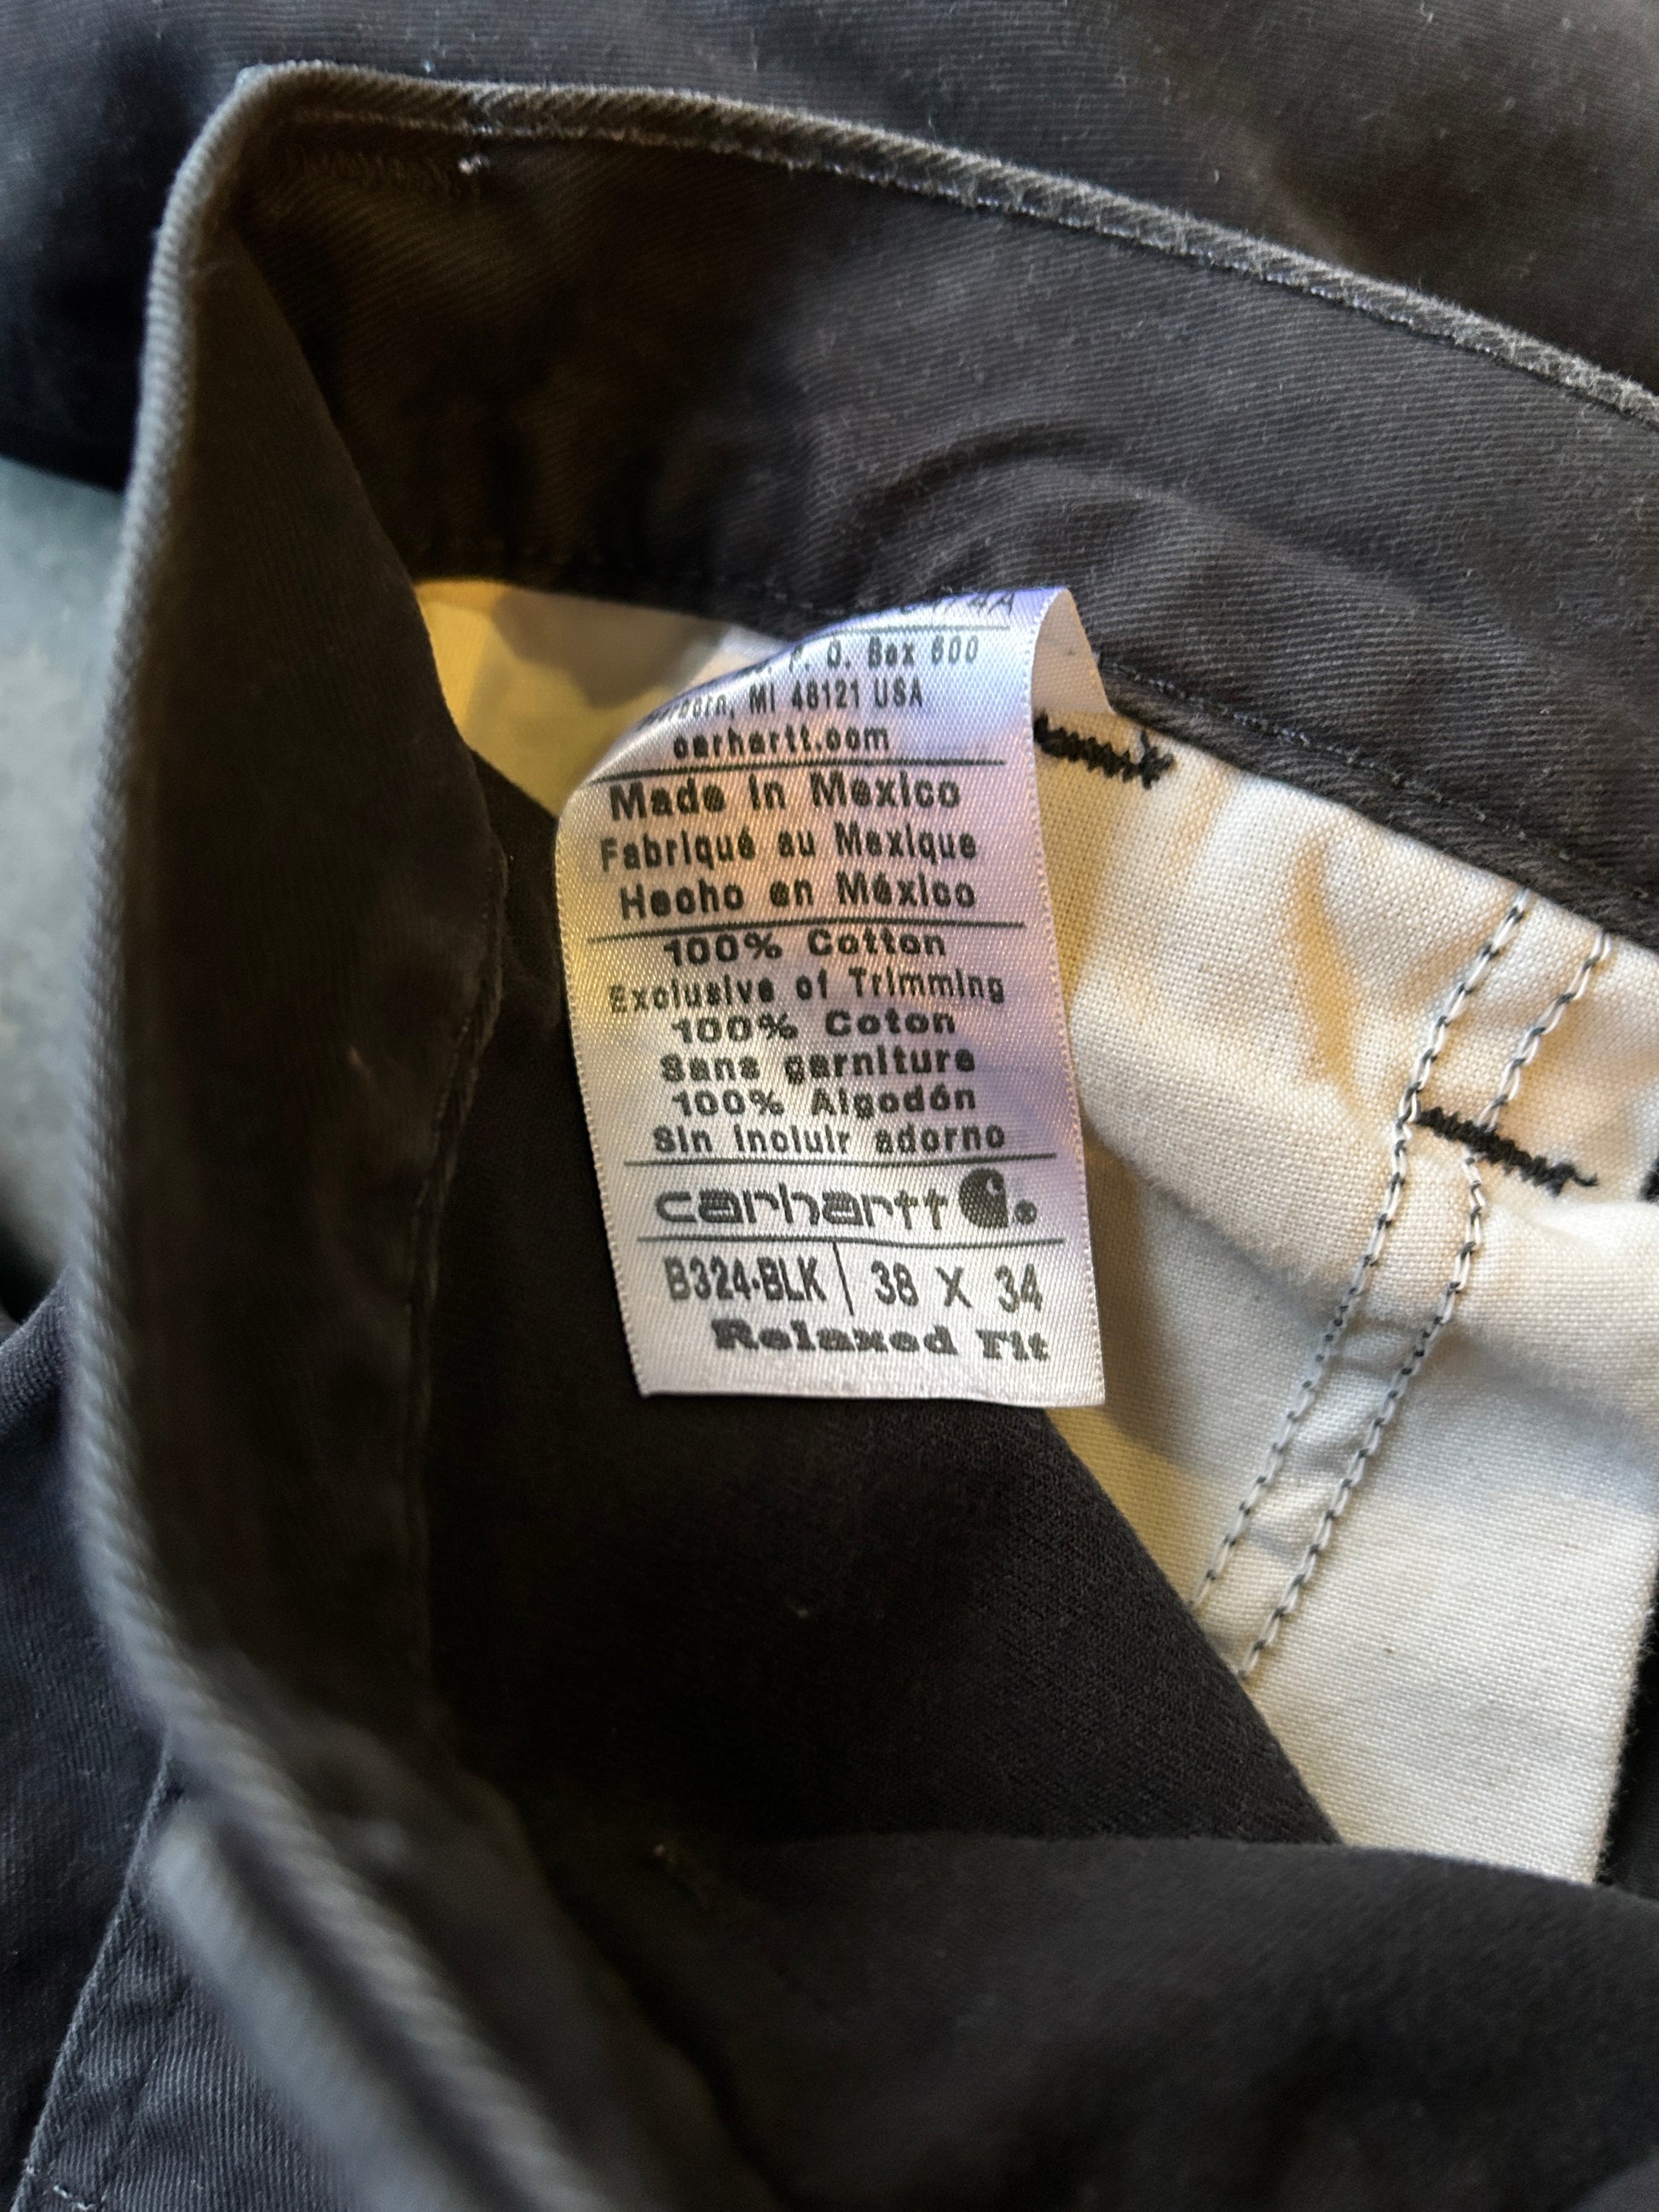 P. O. Box 600
MI 48121 USA
carhartt.com
Made in Mexico
Fabriqué au Mexique
Hecho en México
100% Cotton
Exclusive of Trimming
100% Coton
Sans garniture
100% Algodón
Sin incluir adorno
carhartt
B324-BLK | 38 X 34
Relaxed Fit